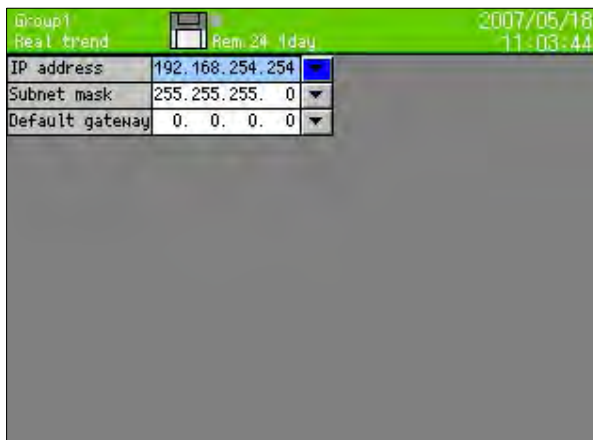 Group1
2007/05/18
Real trend
Rem.24 1day
11:03:44
IP address 192.168.254.254
Subnet mask 255.255.255. 0
Default gateway 0. 0. 0. 0